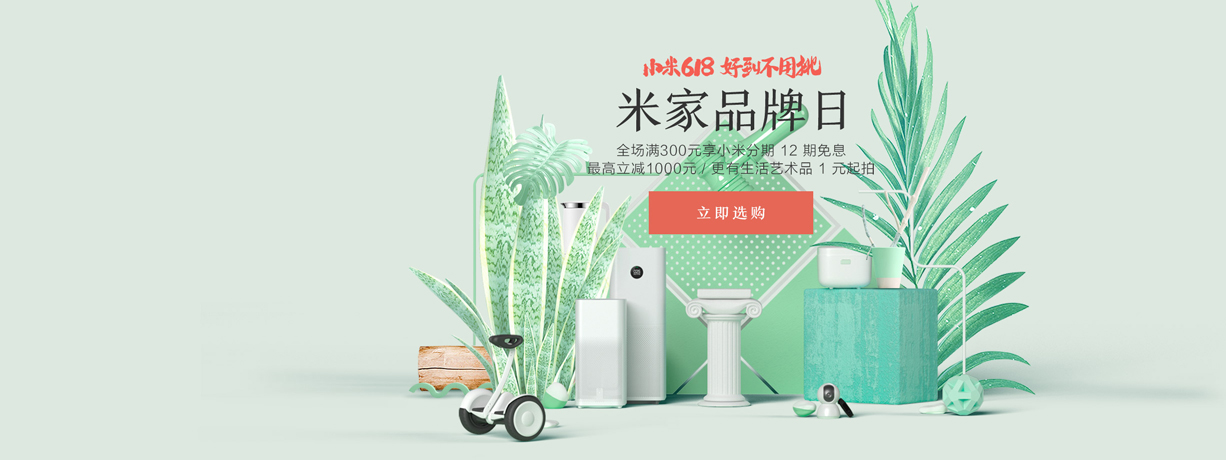 小米618 好到不用挑
米家品牌日
全场满300元享小米分期 12 期免息
最高立减1000元 / 更有生活艺术品 1 元起拍
立即选购